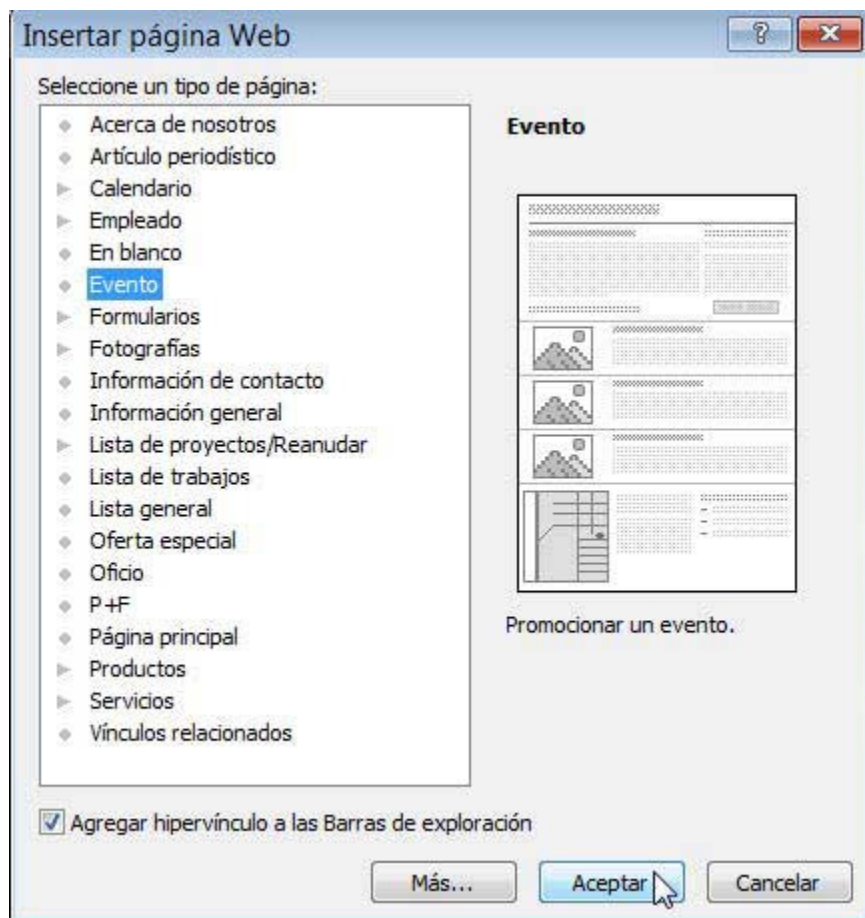 Insertar página Web
Seleccione un tipo de página:
Acerca de nosotros
Artículo periodístico
Calendario
Empleado
En blanco
Evento
Formularios
Fotografías
Información de contacto
Información general
Lista de proyectos/Reanudar
Lista de trabajos
Lista general
Oferta especial
Oficio
P+F
Página principal
Productos
Servicios
Vínculos relacionados
Evento
Promocionar un evento.
Agregar hipervínculo a las Barras de exploración
Más...
Aceptar
Cancelar